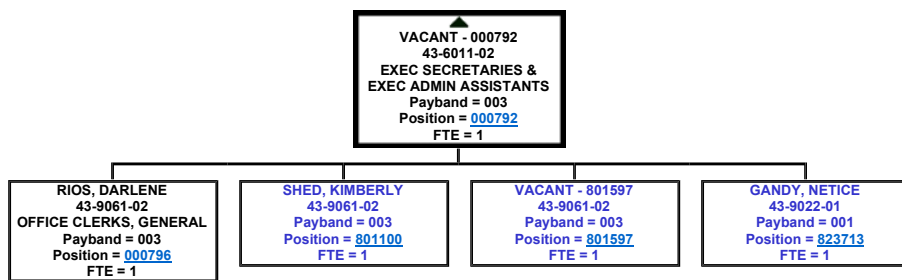 VACANT - 000792
43-6011-02
EXEC SECRETARIES &
EXEC ADMIN ASSISTANTS
Payband = 003
Position = 000792
FTE = 1
RIOS, DARLENE
43-9061-02
OFFICE CLERKS, GENERAL
Payband = 003
Position = 000796
FTE = 1
SHED, KIMBERLY
43-9061-02
Payband = 003
Position = 801100
FTE = 1
VACANT - 801597
43-9061-02
Payband = 003
Position = 801597
FTE = 1
GANDY, NETICE
43-9022-01
Payband = 001
Position = 823713
FTE = 1